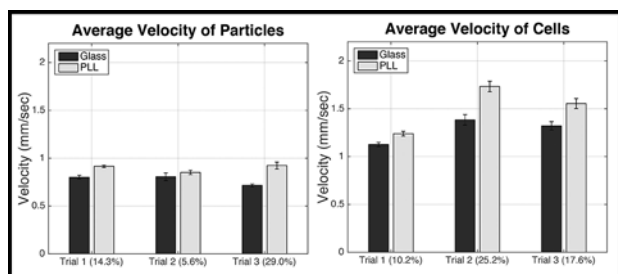 Average Velocity of Particles
Glass
PLL
2
1.5
1
0.5
0
Velocity (mm/sec)
Trial 1 (14.3%) Trial 2 (5.6%) Trial 3 (29.0%)
Average Velocity of Cells
Glass
PLL
2
1.5
1
0.5
0
Velocity (mm/sec)
Trial 1 (10.2%) Trial 2 (25.2%) Trial 3 (17.6%)